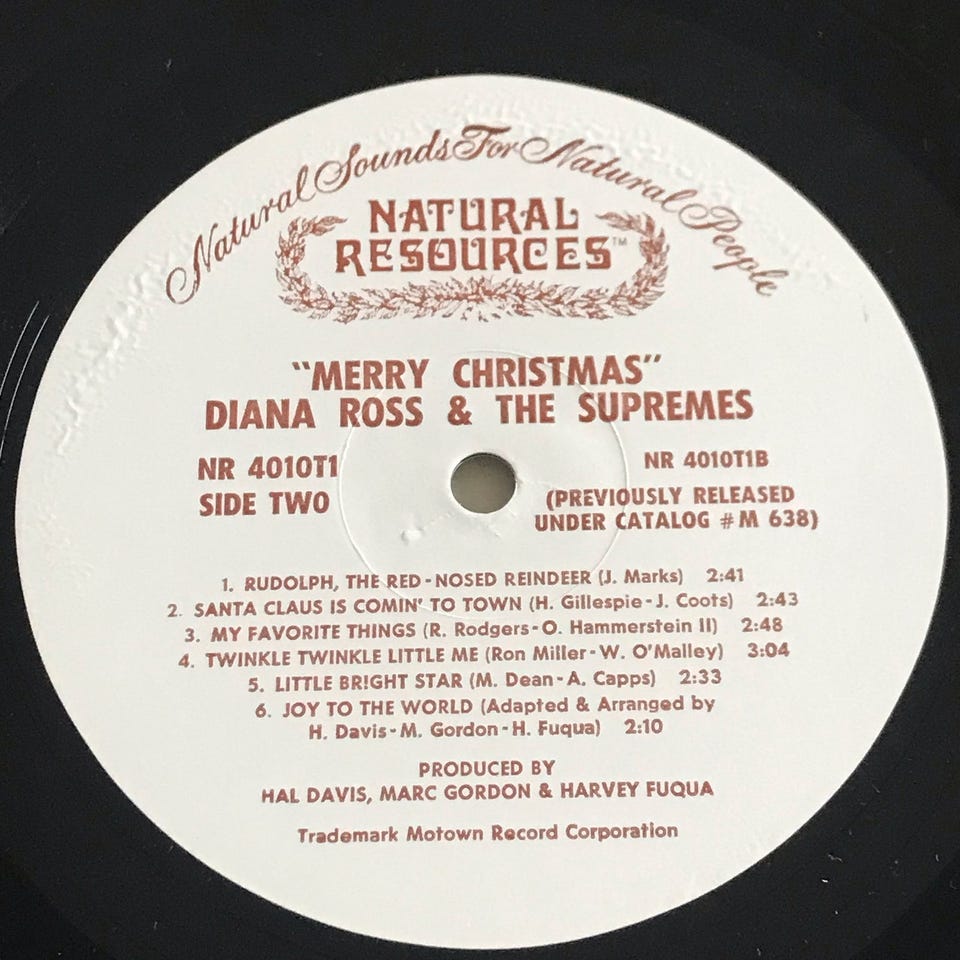 Natural Sounds For Natural People
NATURAL
RESOURCES™
"MERRY CHRISTMAS"
DIANA ROSS & THE SUPREMES
NR 4010T1
SIDE TWO
NR 4010T1B
(PREVIOUSLY RELEASED
UNDER CATALOG # M 638)
1. RUDOLPH, THE RED-NOSED REINDEER (J. Marks) 2:41
2. SANTA CLAUS IS COMIN' TO TOWN (H. Gillespie-J. Coots) 2:43
3. MY FAVORITE THINGS (R. Rodgers-O. Hammerstein II) 2:48
4. TWINKLE TWINKLE LITTLE ME (Ron Miller-W. O'Malley) 3:04
5. LITTLE BR!GHT STAR (M. Dean-A. Capps) 2:33
6. JOY TO THE WORLD (Adapted & Arranged by
H. Davis-M. Gordon-H. Fuqua) 2:10
PRODUCED BY
HAL DAVIS, MARC GORDON & HARVEY FUQUA
Trademark Motown Record Corporation